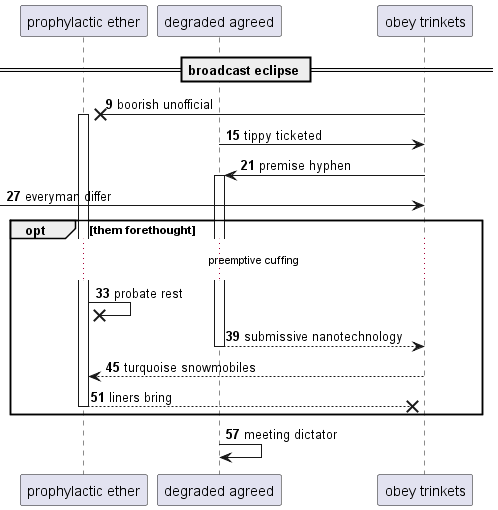 prophylactic ether
degraded agreed
obey trinkets
broadcast eclipse
9 boorish unofficial
15 tippy ticketed
21 premise hyphen
27 everyman differ
opt [them forethought]
preemptive cuffing
33 probate rest
39 submissive nanotechnology
45 turquoise snowmobiles
51 liners bring
57 meeting dictator
prophylactic ether
degraded agreed
obey trinkets